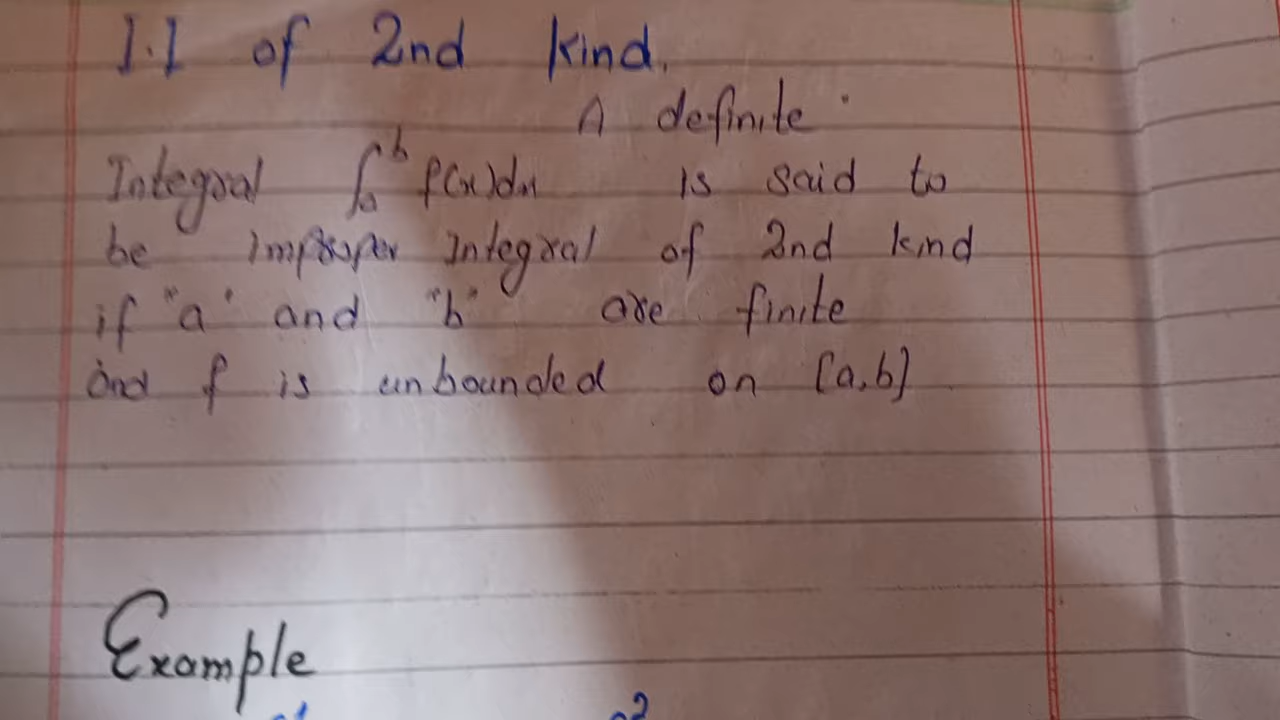 I.I of 2nd kind.
A definite
Integral ∫ₐᵇ f(x)dx is said to
be improper Integral of 2nd kind
if "a" and "b" are finite
and f is unbounded on [a,b]
Example